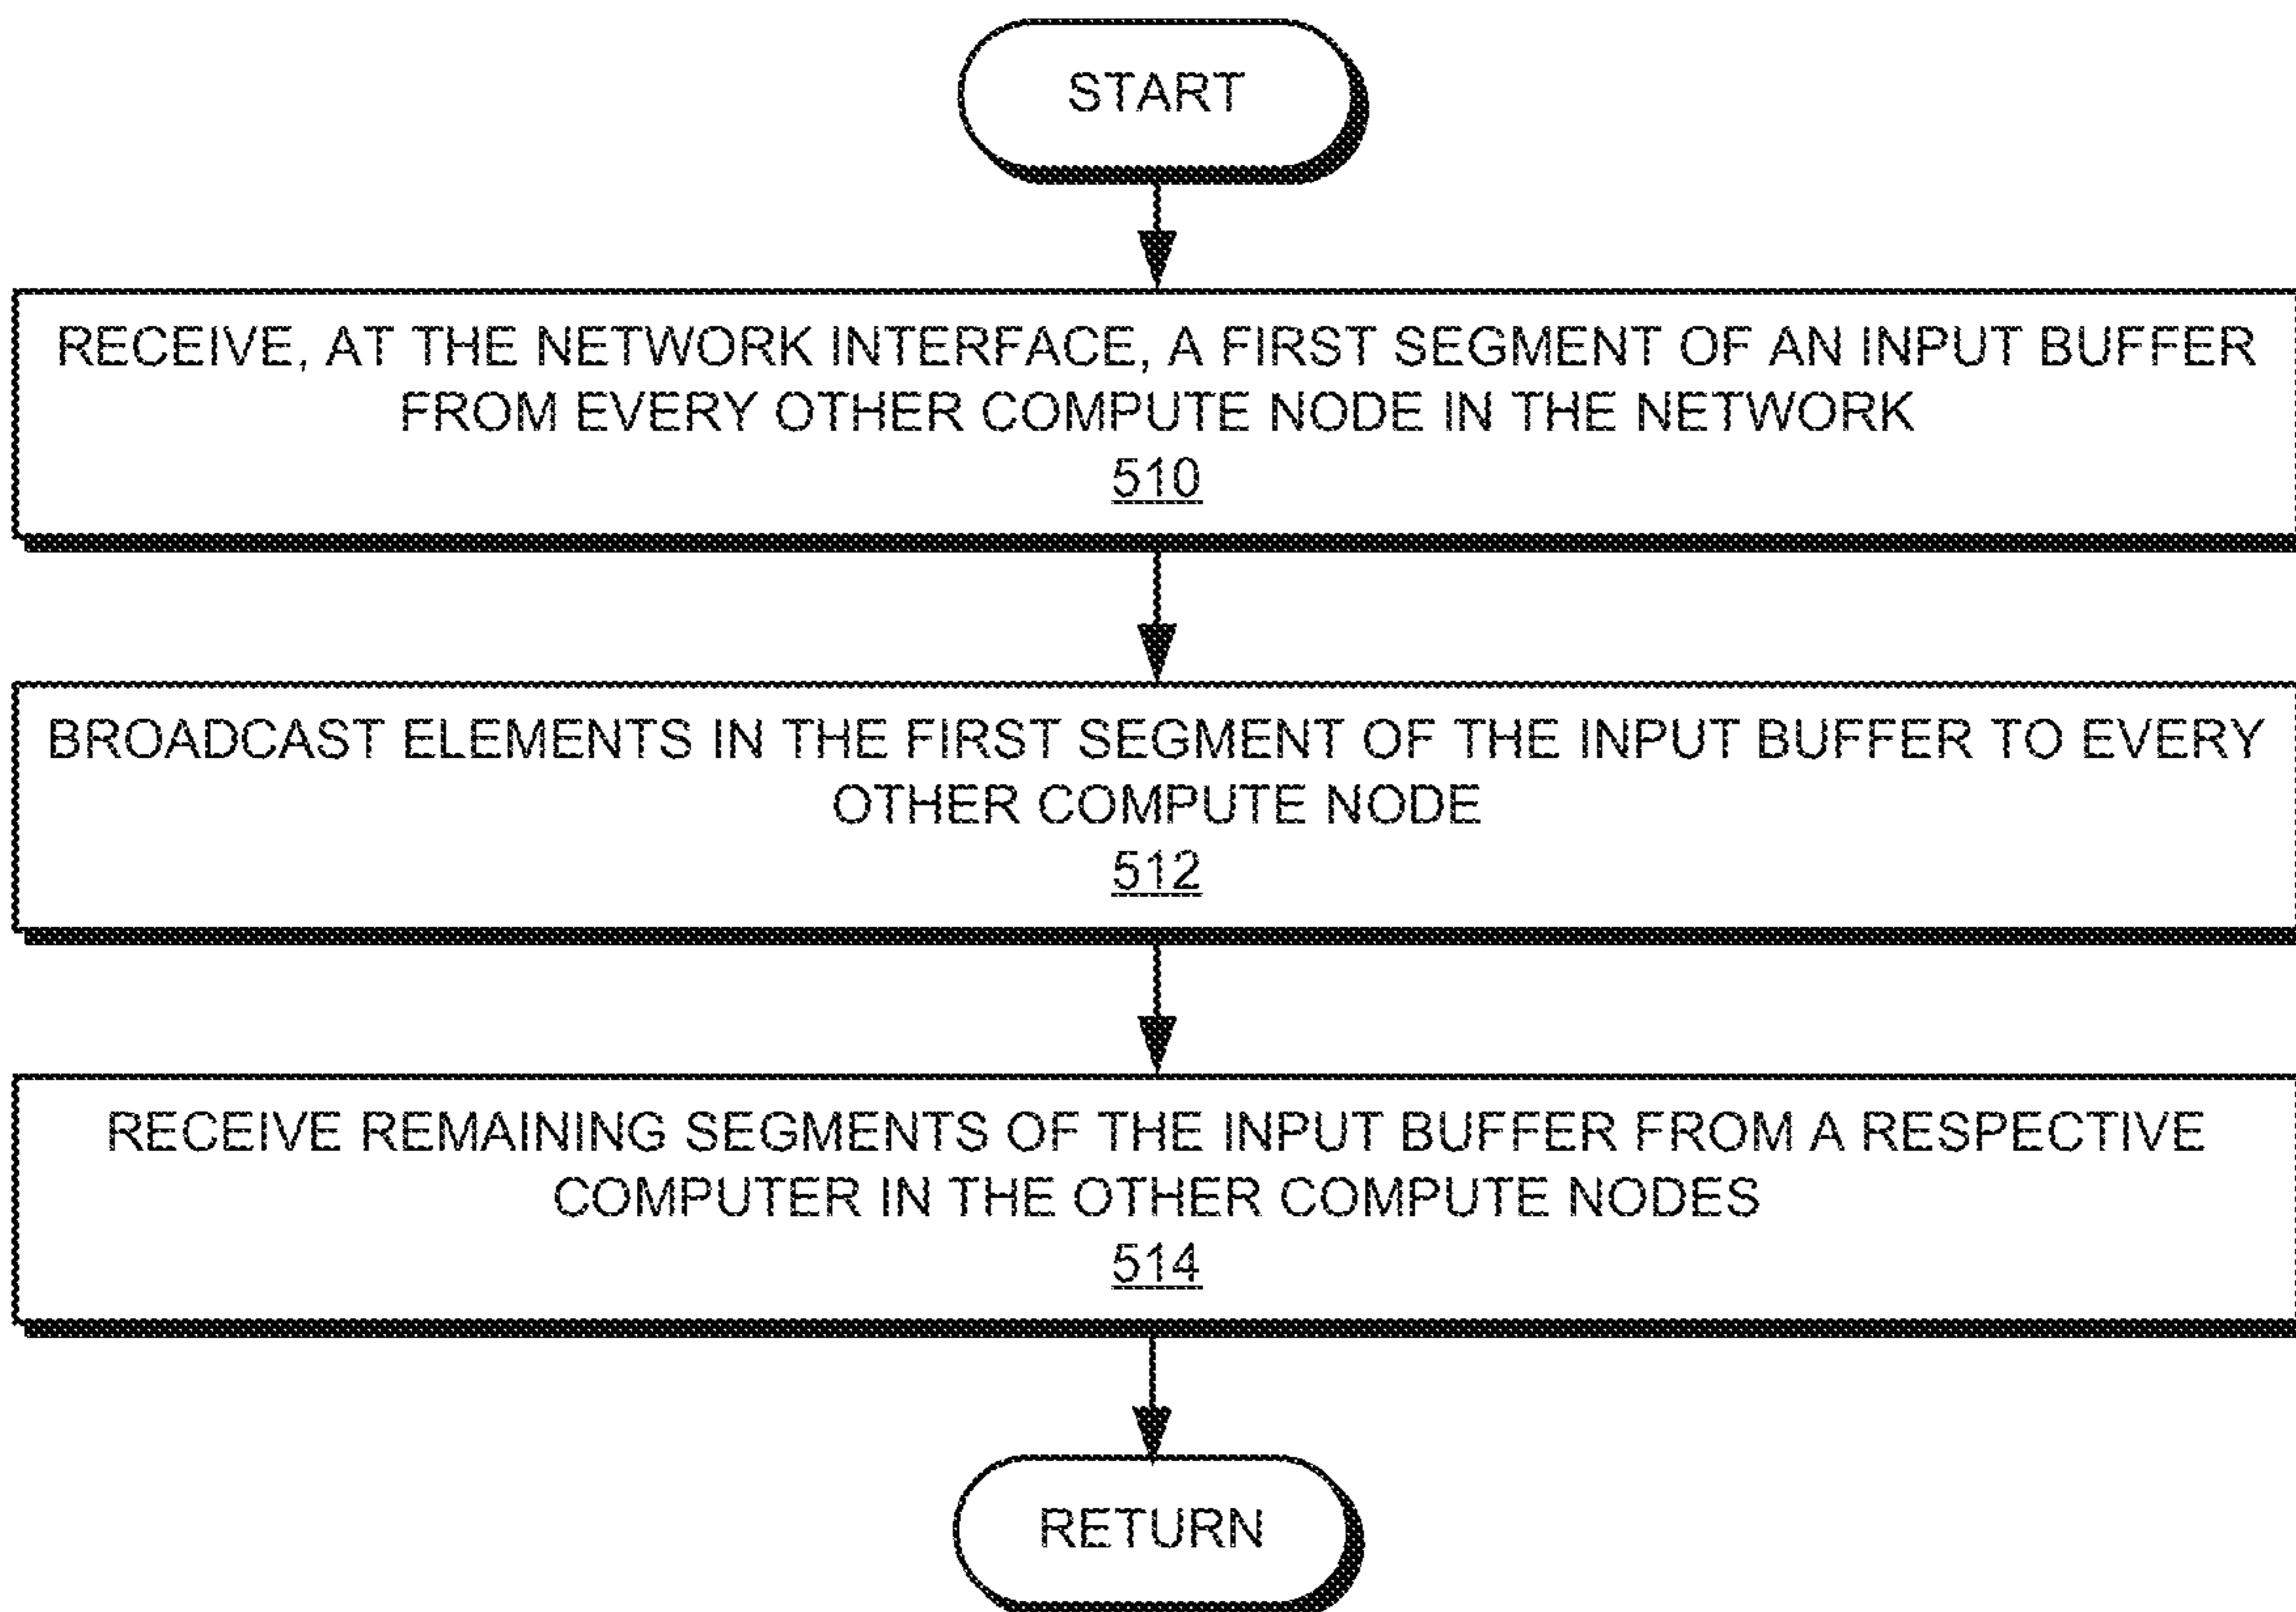 START
RECEIVE, AT THE NETWORK INTERFACE, A FIRST SEGMENT OF AN INPUT BUFFER
FROM EVERY OTHER COMPUTE NODE IN THE NETWORK
510
BROADCAST ELEMENTS IN THE FIRST SEGMENT OF THE INPUT BUFFER TO EVERY
OTHER COMPUTE NODE
512
RECEIVE REMAINING SEGMENTS OF THE INPUT BUFFER FROM A RESPECTIVE
COMPUTER IN THE OTHER COMPUTE NODES
514
RETURN